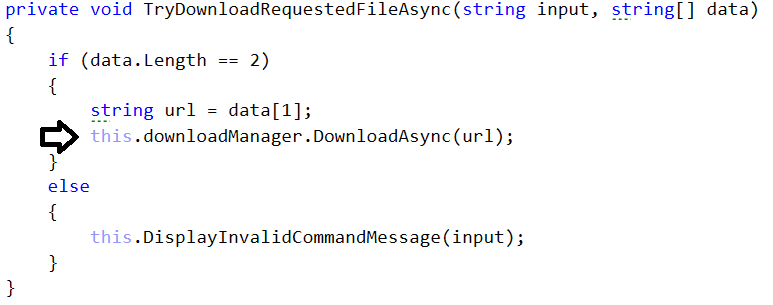 private void TryDownloadRequestedFileAsync(string input, string[] data)
{
if (data.Length == 2)
{
string url = data[1];
this.downloadManager.DownloadAsync(url);
}
else
{
this.DisplayInvalidCommandMessage(input);
}
}